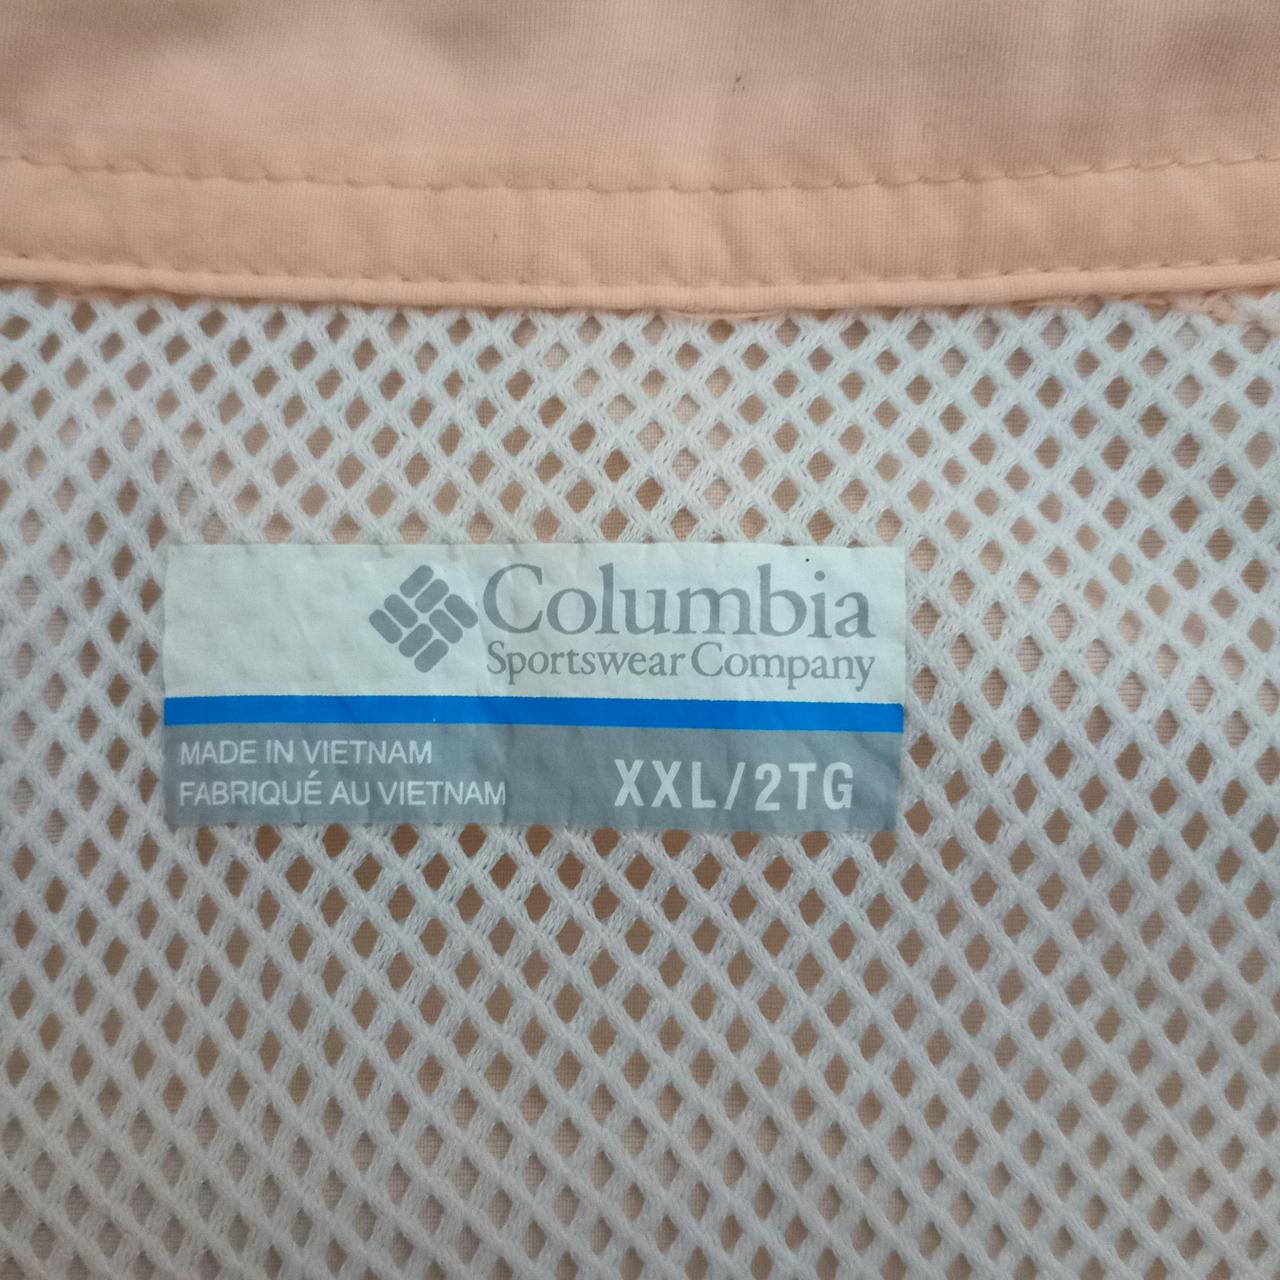 Columbia
Sportswear Company
MADE IN VIETNAM
FABRIQUÉ AU VIETNAM
XXL/2TG